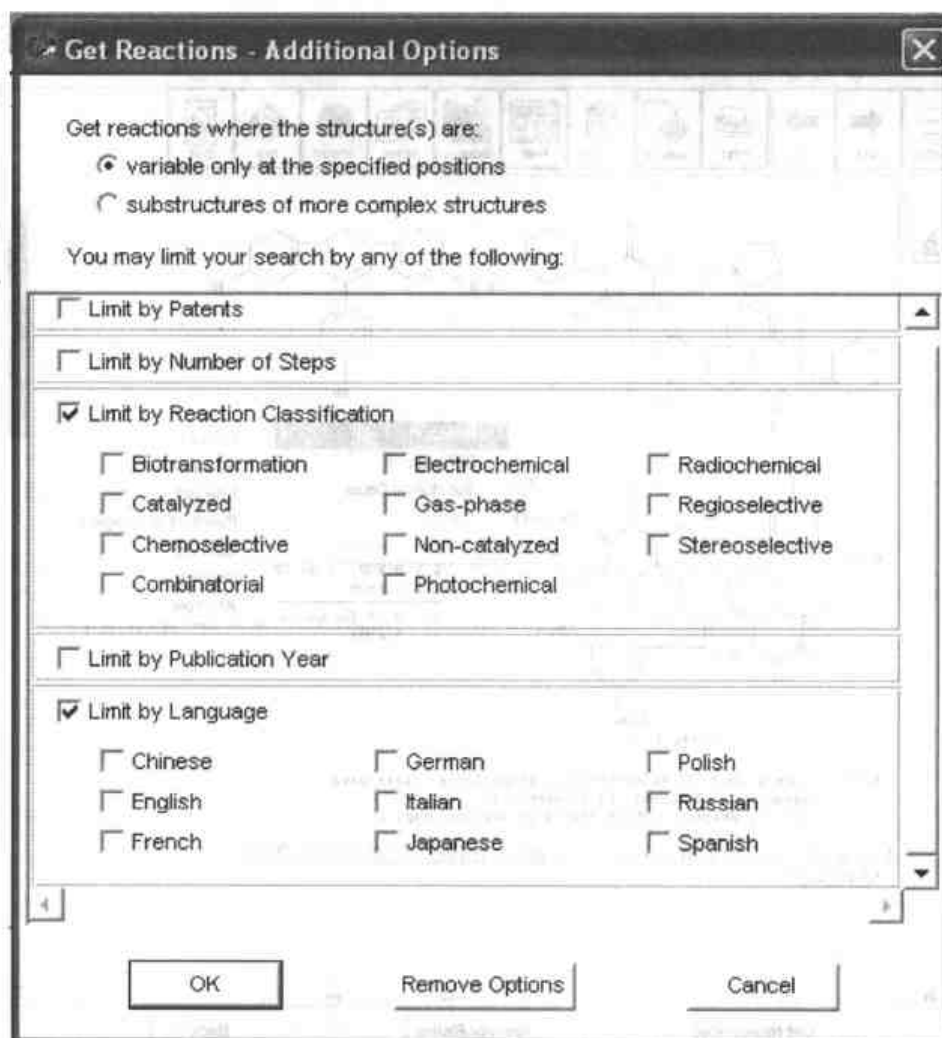 Get Reactions - Additional Options
Get reactions where the structure(s) are:
variable only at the specified positions
substructures of more complex structures
You may limit your search by any of the following:
Limit by Patents
Limit by Number of Steps
Limit by Reaction Classification
Biotransformation Electrochemical Radiochemical
Catalyzed Gas-phase Regioselective
Chemoselective Non-catalyzed Stereoselective
Combinatorial Photochemical
Limit by Publication Year
Limit by Language
Chinese German Polish
English Italian Russian
French Japanese Spanish
OK Remove Options Cancel